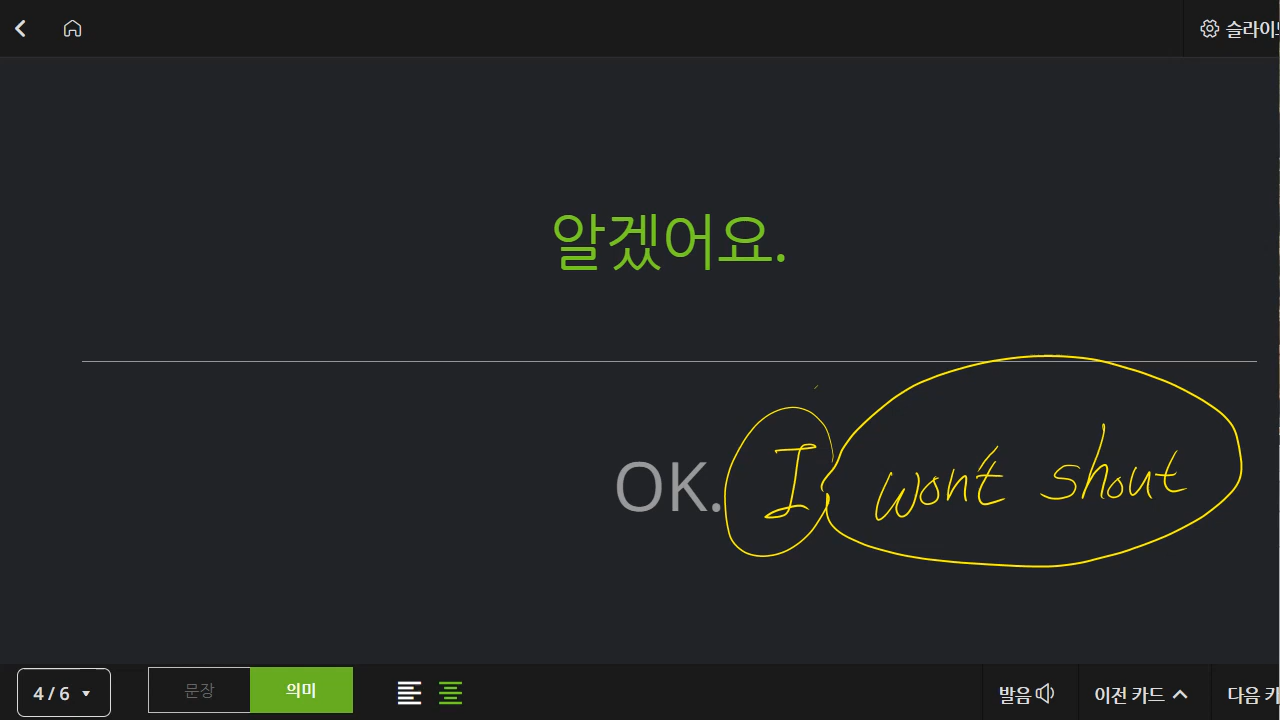 슬라이드
알겠어요.
OK. I won't shout
4 / 6 문장 의미 발음 이전 카드 다음 카